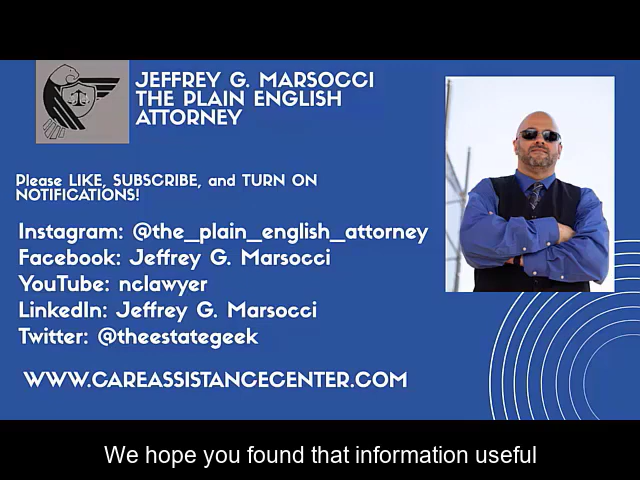 JEFFREY G. MARSOCCI
THE PLAIN ENGLISH
ATTORNEY
Please LIKE, SUBSCRIBE, and TURN ON
NOTIFICATIONS!
Instagram: @the_plain_english_attorney
Facebook: Jeffrey G. Marsocci
YouTube: nclawyer
LinkedIn: Jeffrey G. Marsocci
Twitter: @theestategeek
WWW.CAREASSISTANCECENTER.COM
We hope you found that information useful